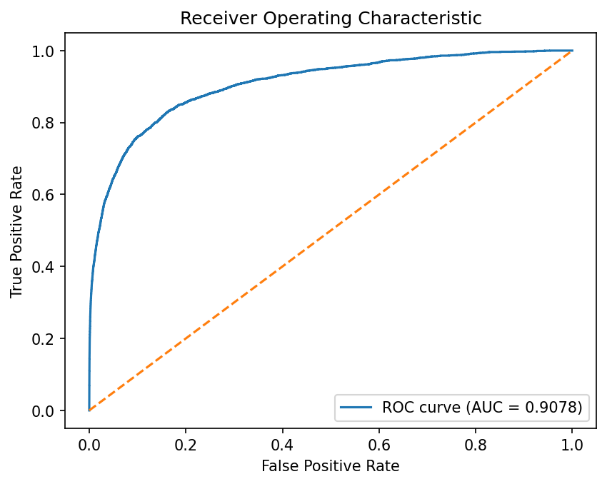 Receiver Operating Characteristic
1.0
0.8
0.6
0.4
0.2
0.0
True Positive Rate
ROC curve (AUC = 0.9078)
0.0 0.2 0.4 0.6 0.8 1.0
False Positive Rate